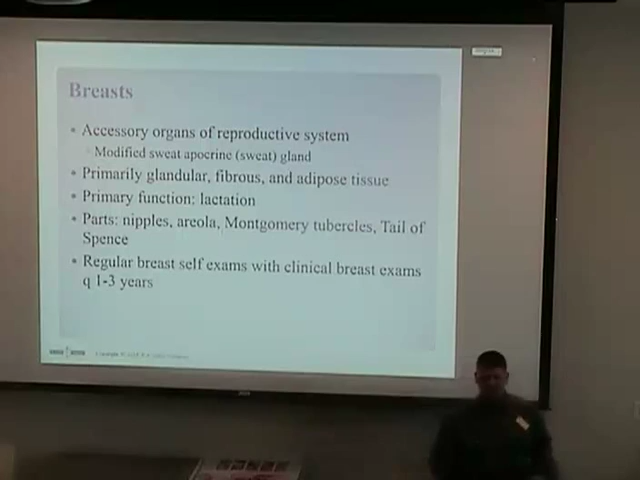 Breasts
• Accessory organs of reproductive system
Modified sweat apocrine (sweat) gland
• Primarily glandular, fibrous, and adipose tissue
• Primary function: lactation
• Parts: nipples, areola, Montgomery tubercles, Tail of
Spence
• Regular breast self exams with clinical breast exams
q 1-3 years